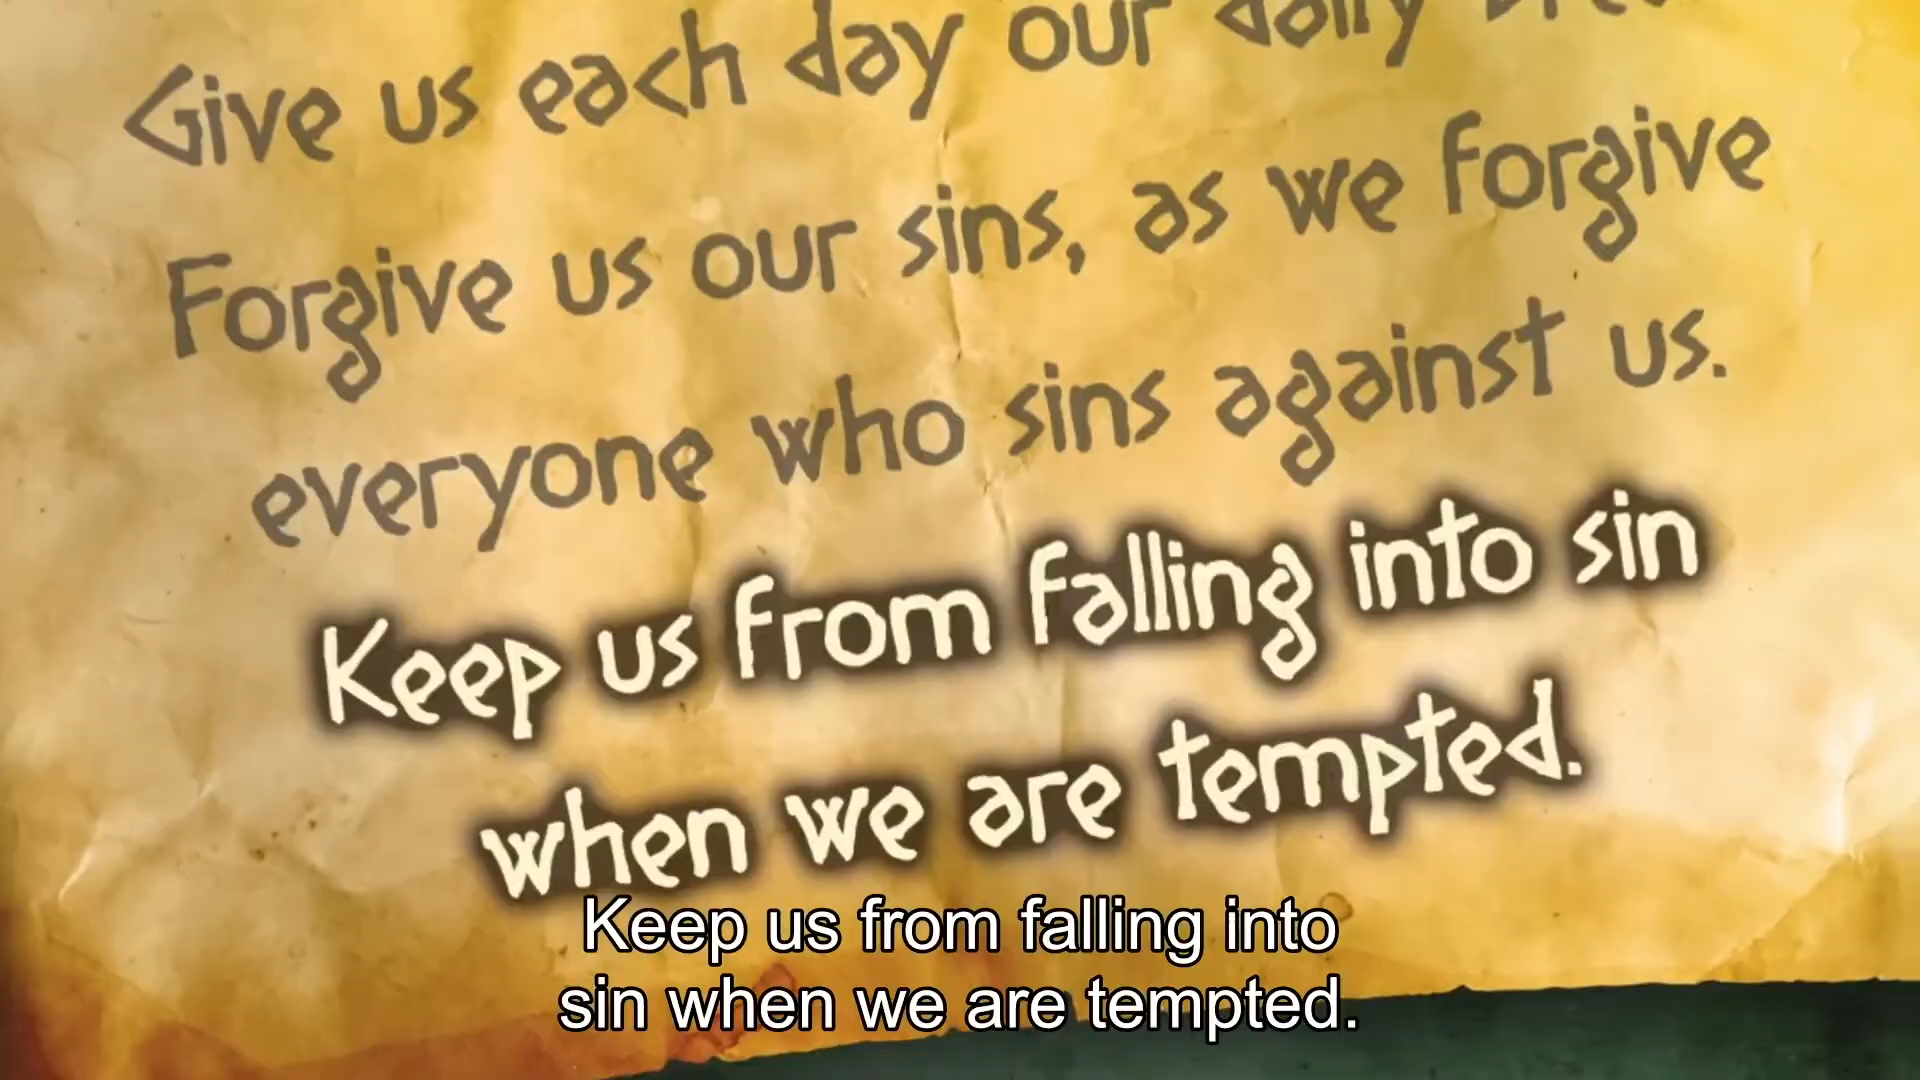 Give us each day our daily
Forgive us our sins, as we forgive
everyone who sins against us.
Keep us from falling into sin
when we are tempted.
Keep us from falling into
sin when we are tempted.